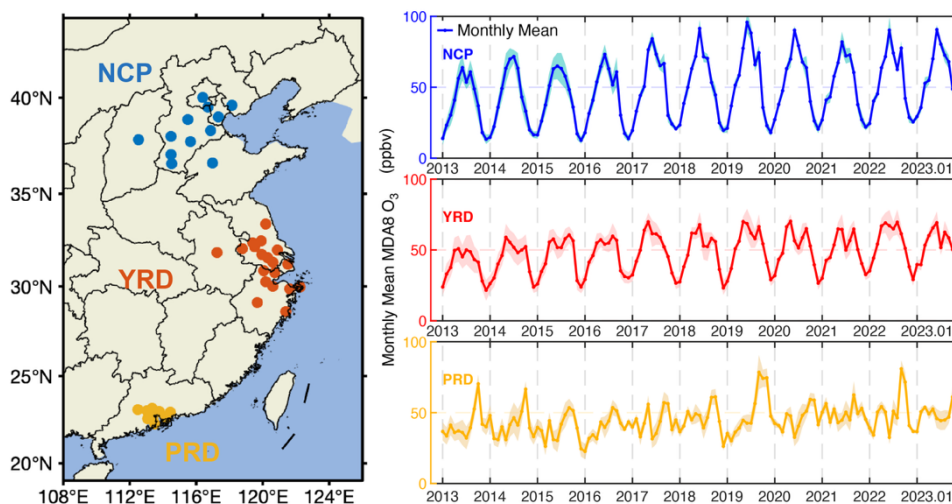 NCP
YRD
PRD
40°N
35°N
30°N
25°N
20°N
108°E 112°E 116°E 120°E 124°E
Monthly Mean MDA8 O3 (ppbv)
100
50
0
Monthly Mean
NCP
2013 2014 2015 2016 2017 2018 2019 2020 2021 2022 2023.01
100
50
0
YRD
2013 2014 2015 2016 2017 2018 2019 2020 2021 2022 2023.01
100
50
0
PRD
2013 2014 2015 2016 2017 2018 2019 2020 2021 2022 2023.01